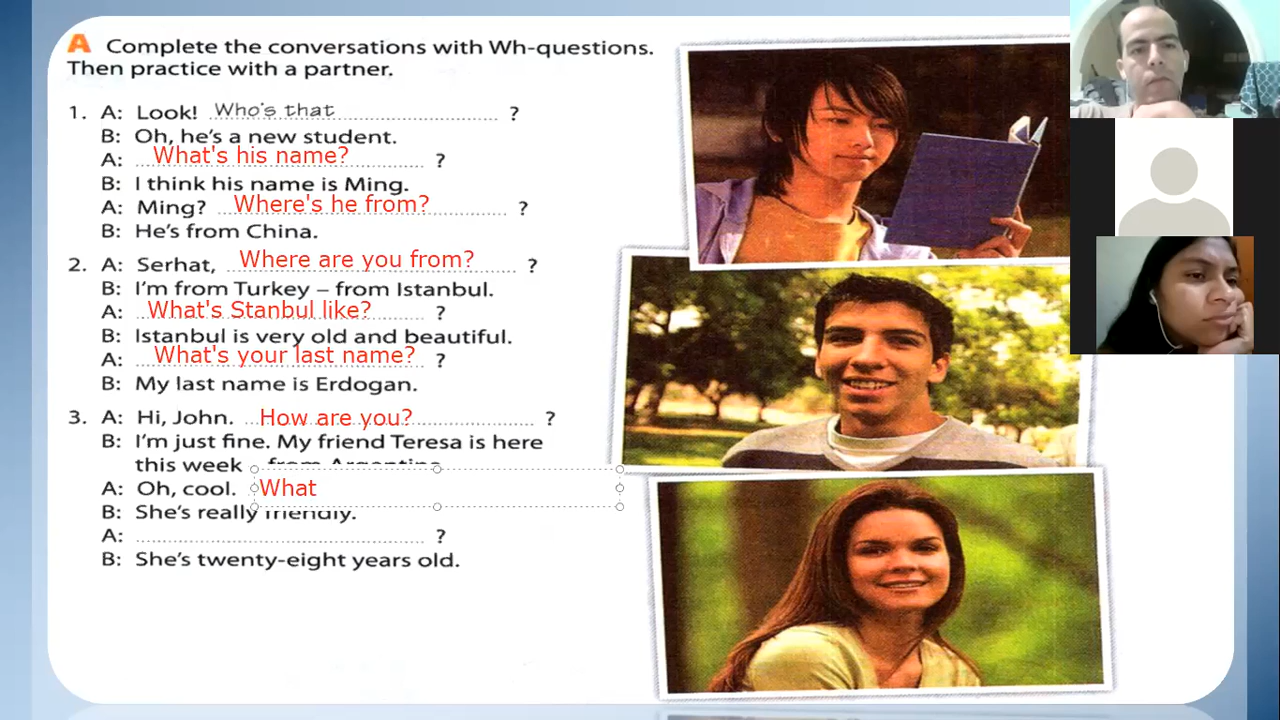 A Complete the conversations with Wh-questions.
Then practice with a partner.
1. A: Look! Who's that ?
B: Oh, he's a new student.
A: What's his name? ?
B: I think his name is Ming.
A: Ming? Where's he from? ?
B: He's from China.
2. A: Serhat, Where are you from? ?
B: I'm from Turkey – from Istanbul.
A: What's Stanbul like? ?
B: Istanbul is very old and beautiful.
A: What's your last name? ?
B: My last name is Erdogan.
3. A: Hi, John. How are you? ?
B: I'm just fine. My friend Teresa is here
this week from Argentina
A: Oh, cool. What
B: She's really friendly.
A: ?
B: She's twenty-eight years old.